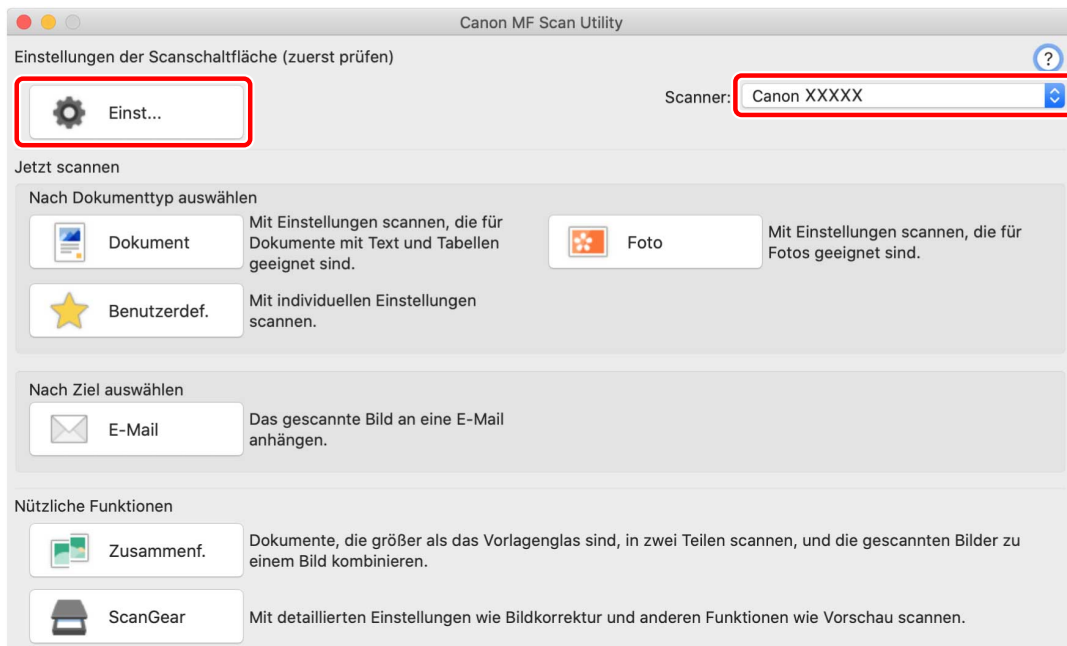 Canon MF Scan Utility
Einstellungen der Scanschaltfläche (zuerst prüfen)
?
Einst...
Scanner:
Canon XXXXX
Jetzt scannen
Nach Dokumenttyp auswählen
Dokument
Mit Einstellungen scannen, die für
Dokumente mit Text und Tabellen
geeignet sind.
Foto
Mit Einstellungen scannen, die für
Fotos geeignet sind.
Benutzerdef.
Mit individuellen Einstellungen
scannen.
Nach Ziel auswählen
E-Mail
Das gescannte Bild an eine E-Mail
anhängen.
Nützliche Funktionen
Zusammenf.
Dokumente, die größer als das Vorlagenglas sind, in zwei Teilen scannen, und die gescannten Bilder zu
einem Bild kombinieren.
ScanGear
Mit detaillierten Einstellungen wie Bildkorrektur und anderen Funktionen wie Vorschau scannen.